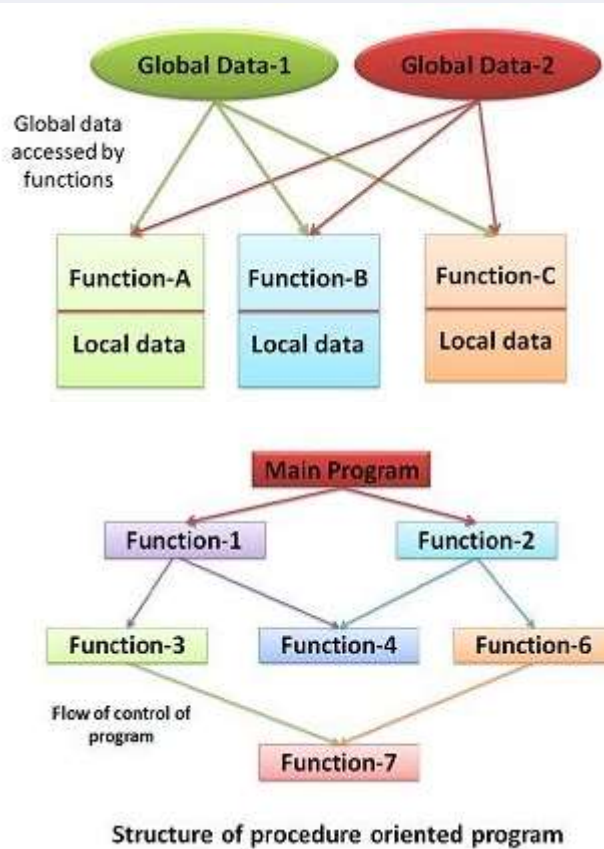 Global Data-1
Global Data-2
Global data
accessed by
functions
Function-A
Function-B
Function-C
Local data
Local data
Local data
Main Program
Function-1
Function-2
Function-3
Function-4
Function-6
Flow of control of
program
Function-7
Structure of procedure oriented program